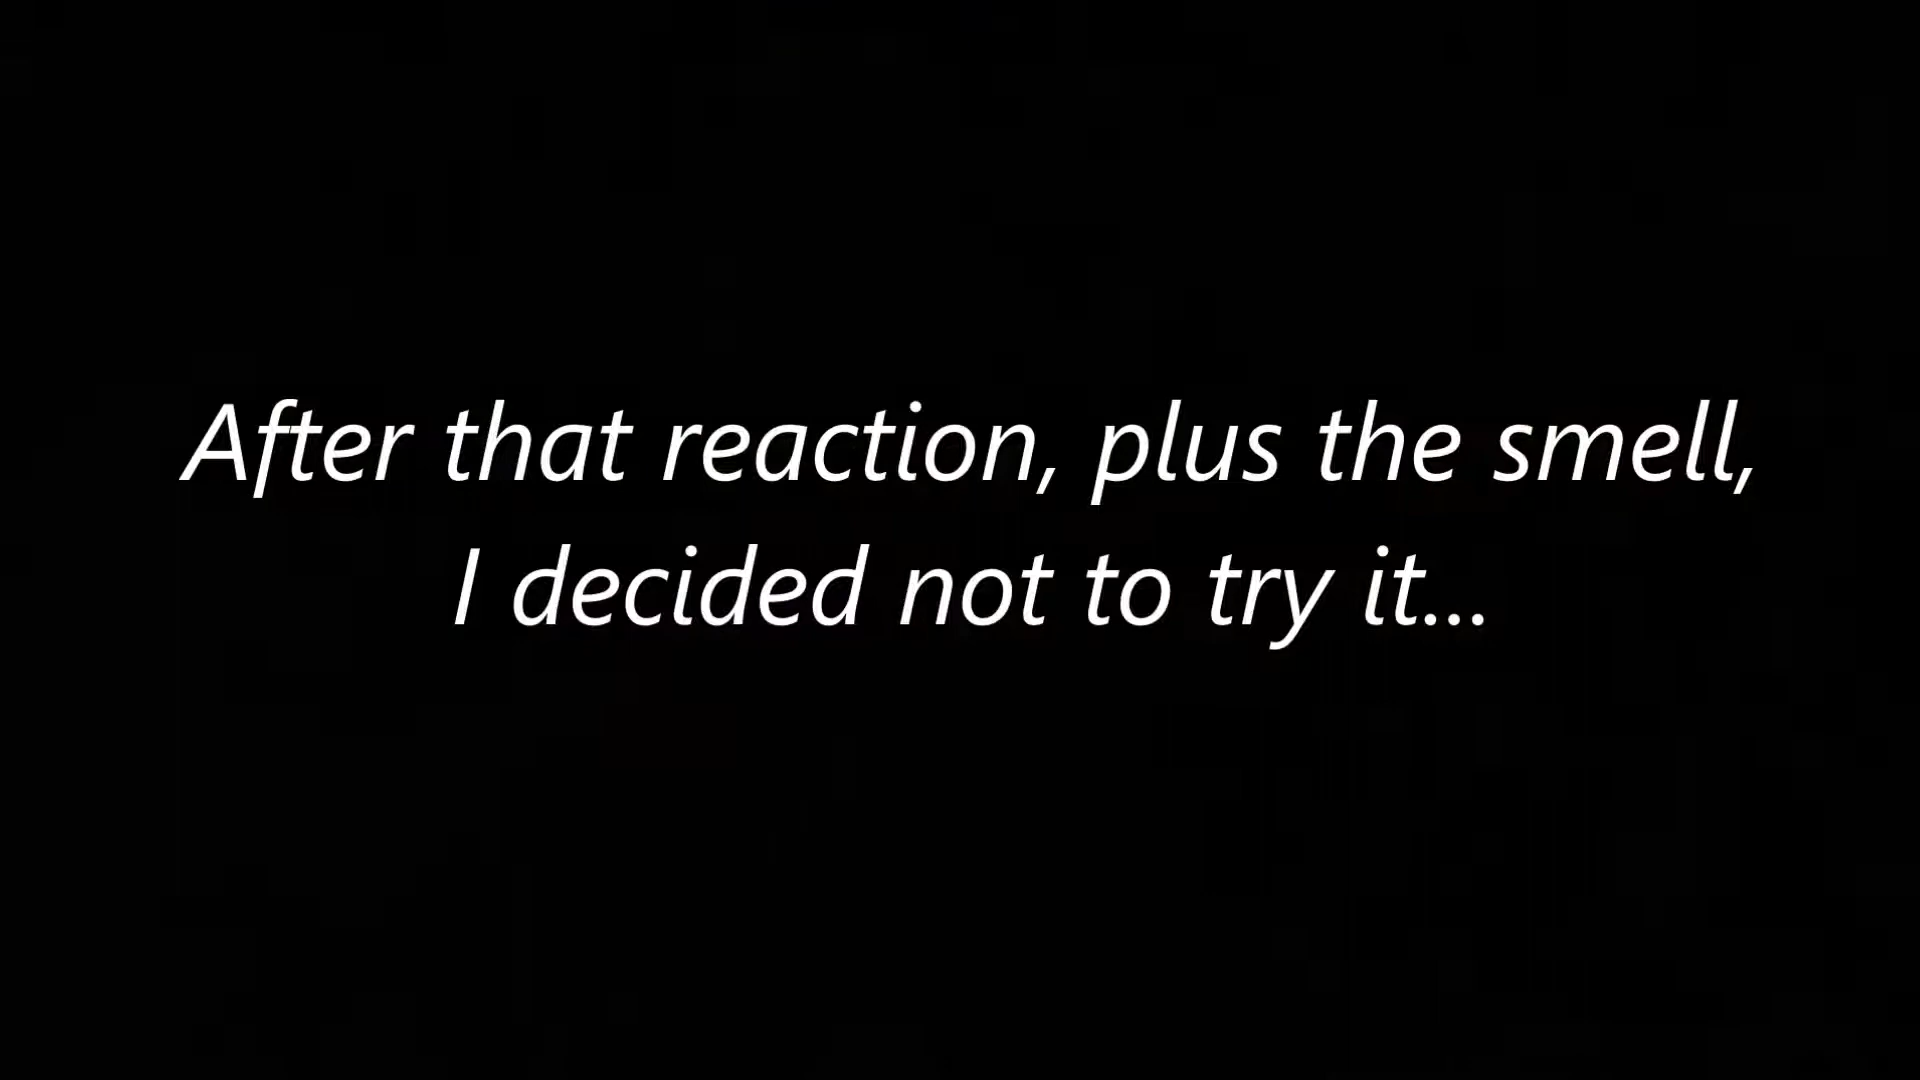 After that reaction, plus the smell,
I decided not to try it...